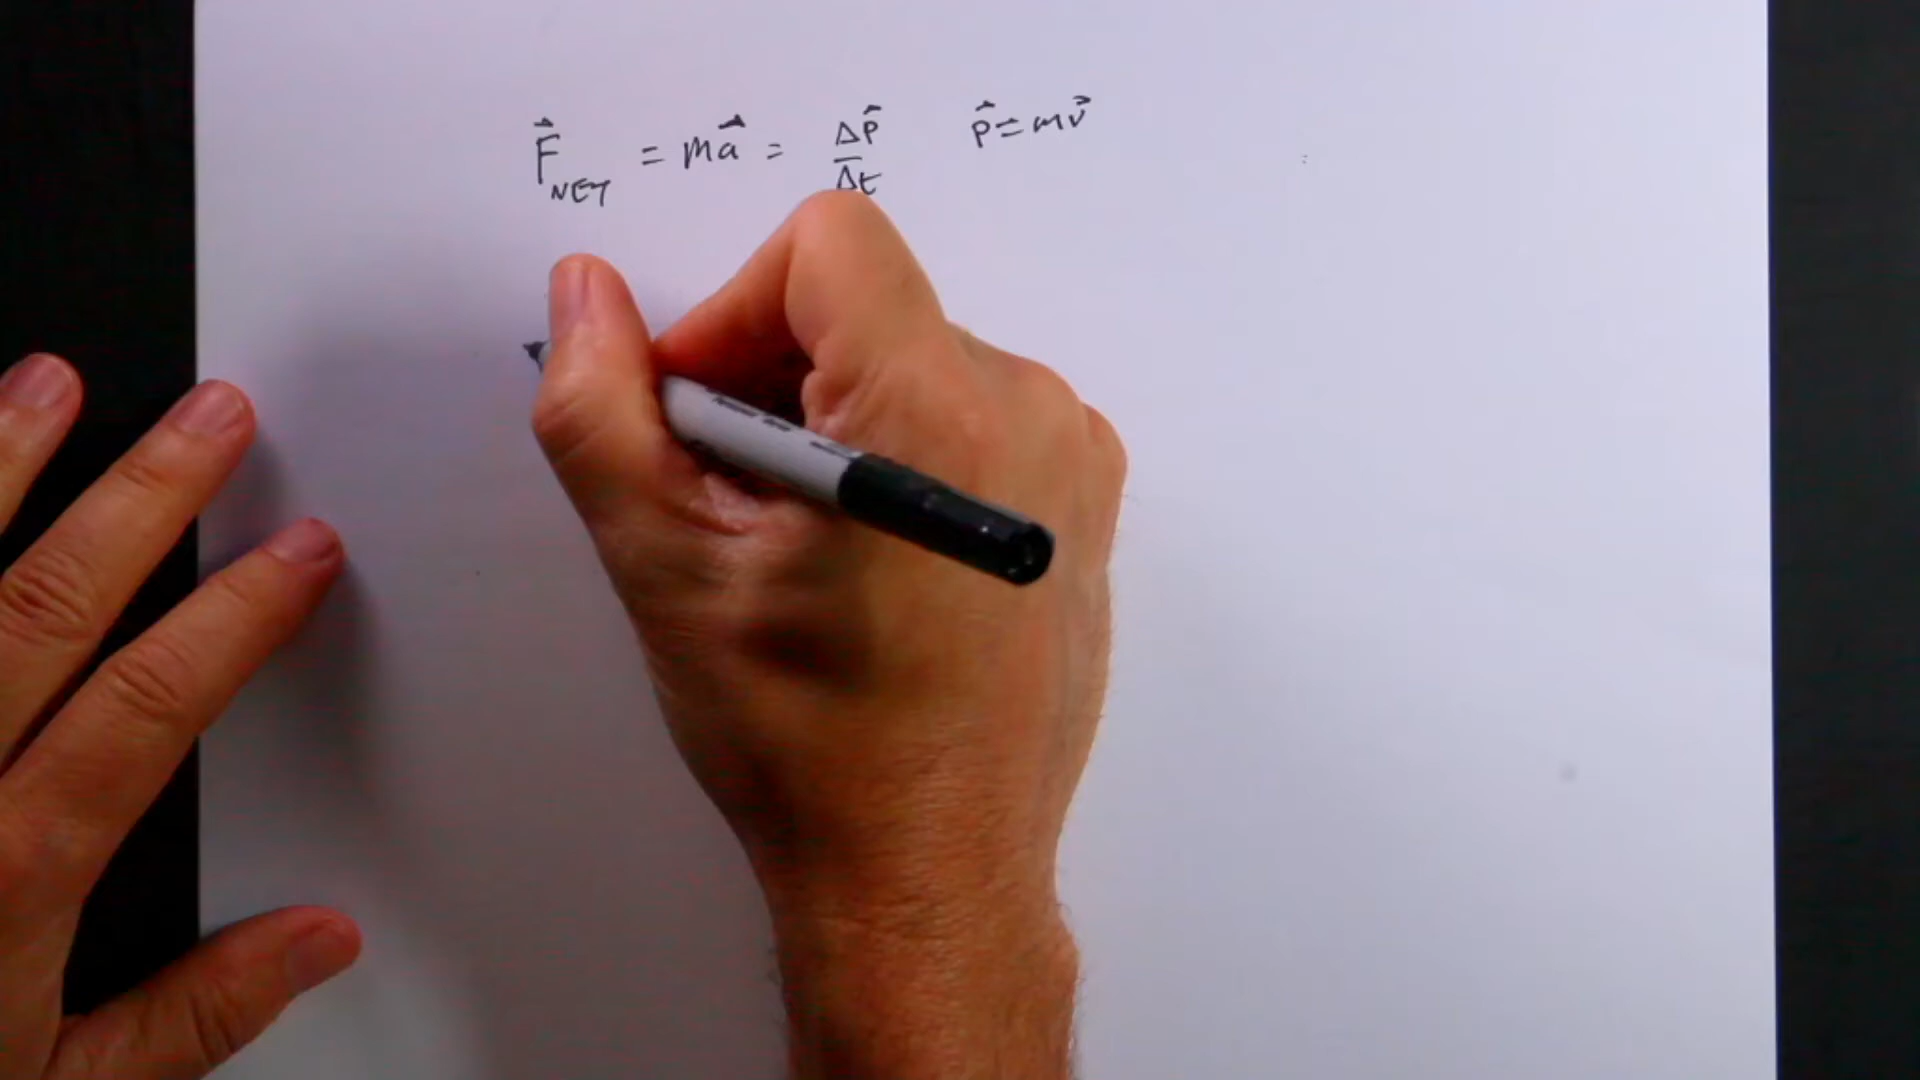 F⃗NET = ma⃗ = Δp⃗/Δt p⃗ = mv⃗